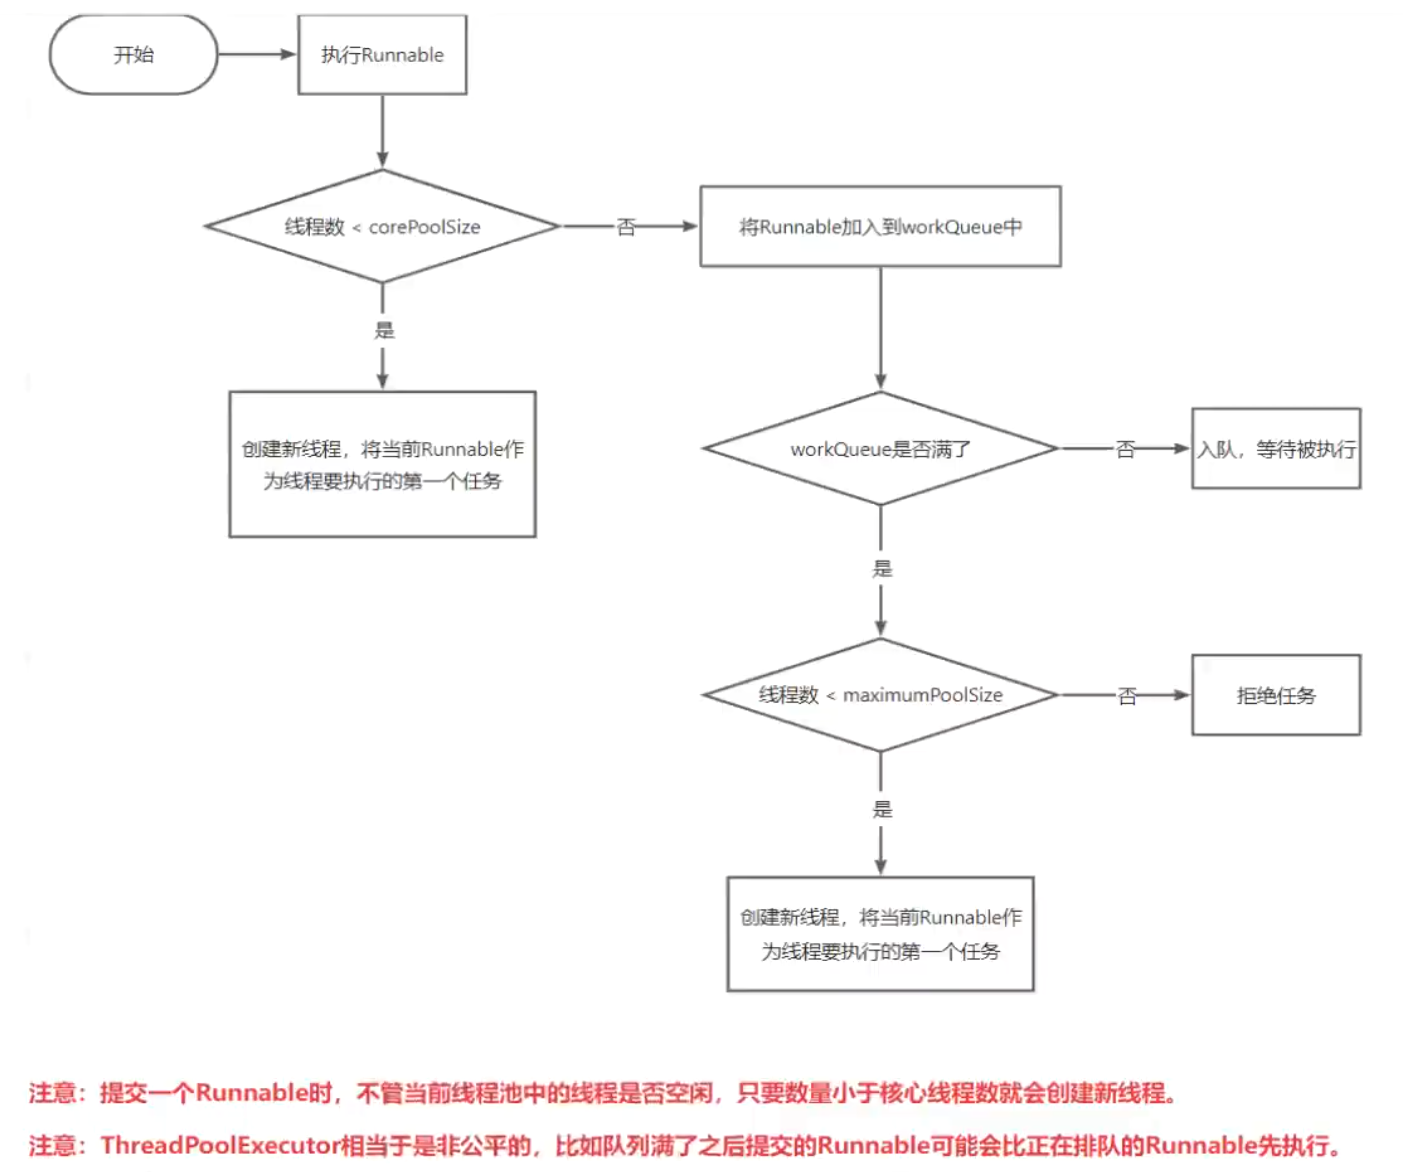 开始
执行Runnable
线程数 < corePoolSize
否
将Runnable加入到workQueue中
是
创建新线程，将当前Runnable作
为线程要执行的第一个任务
workQueue是否满了
否
入队，等待被执行
是
线程数 < maximumPoolSize
否
拒绝任务
是
创建新线程，将当前Runnable作
为线程要执行的第一个任务
注意：提交一个Runnable时，不管当前线程池中的线程是否空闲，只要数量小于核心线程数就会创建新线程。
注意：ThreadPoolExecutor相当于是非公平的，比如队列满了之后提交的Runnable可能会比正在排队的Runnable先执行。